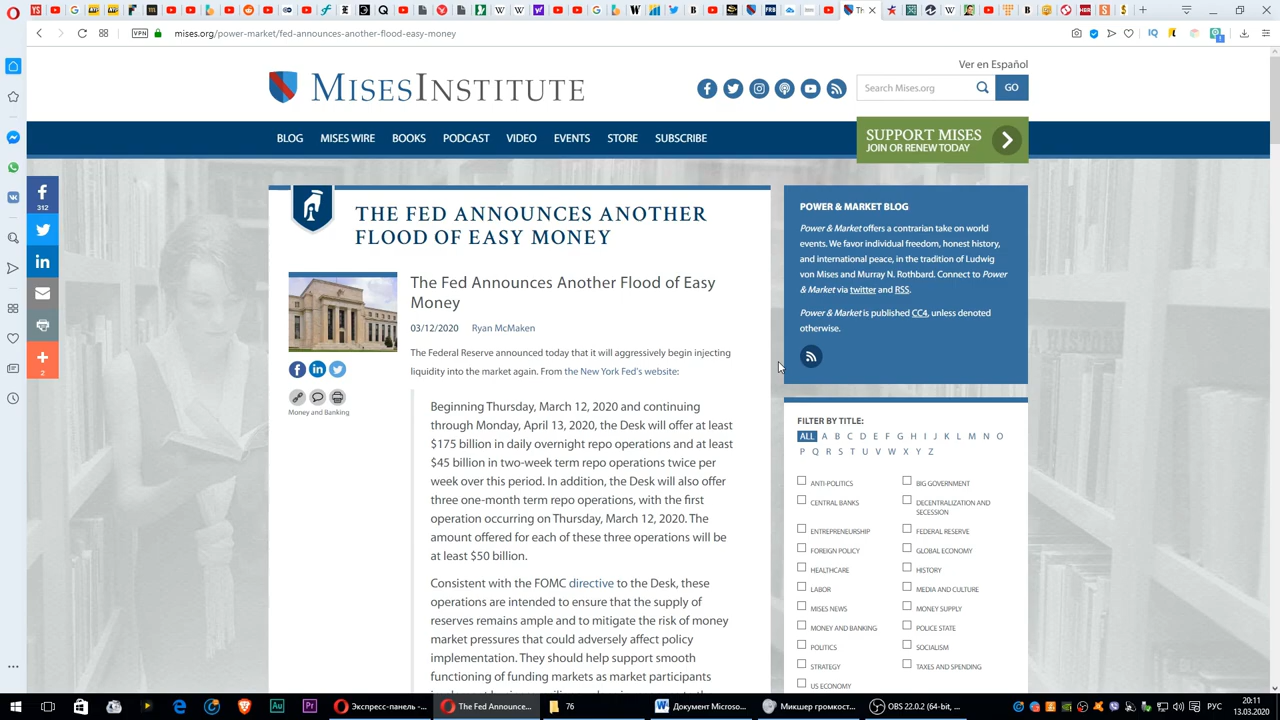 mises.org/power-market/fed-announces-another-flood-easy-money
VPN
Ver en Español
MISES INSTITUTE
Search Mises.org
GO
BLOG MISES WIRE BOOKS PODCAST VIDEO EVENTS STORE SUBSCRIBE
SUPPORT MISES
JOIN OR RENEW TODAY
312
2
THE FED ANNOUNCES ANOTHER
FLOOD OF EASY MONEY
The Fed Announces Another Flood of Easy
Money
03/12/2020 Ryan McMaken
Money and Banking
The Federal Reserve announced today that it will aggressively begin injecting
liquidity into the market again. From the New York Fed's website:
Beginning Thursday, March 12, 2020 and continuing
through Monday, April 13, 2020, the Desk will offer at least
$175 billion in daily overnight repo operations and at least
$45 billion in two-week term repo operations twice per
week over this period. In addition, the Desk will also offer
three one-month term repo operations, with the first
operation occurring on Thursday, March 12, 2020. The
amount offered for each of these three operations will be
at least $50 billion.
Consistent with the FOMC directive to the Desk, these
operations are intended to ensure that the supply of
reserves remains ample and to mitigate the risk of money
market pressures that could adversely affect policy
implementation. They should help support smooth
functioning of funding markets as market participants
POWER & MARKET BLOG
Power & Market offers a contrarian take on world
events. We favor individual freedom, honest history,
and international peace, in the tradition of Ludwig
von Mises and Murray N. Rothbard. Connect to Power
& Market via twitter and RSS.
Power & Market is published CC4, unless denoted
otherwise.
FILTER BY TITLE:
ALL A B C D E F G H I J K L M N O
P Q R S T U V W X Y Z
ANTI-POLITICS
BIG GOVERNMENT
CENTRAL BANKS
DECENTRALIZATION AND
SECESSION
ENTREPRENEURSHIP
FEDERAL RESERVE
FOREIGN POLICY
GLOBAL ECONOMY
HEALTHCARE
HISTORY
LABOR
MEDIA AND CULTURE
MISES NEWS
MONEY SUPPLY
MONEY AND BANKING
POLICE STATE
POLITICS
SOCIALISM
STRATEGY
TAXES AND SPENDING
US ECONOMY
Экспресс-панель -...
The Fed Announce...
76
Документ Microso...
Микшер громкост...
OBS 22.0.2 (64-bit, ...
РУС
20:11
13.03.2020